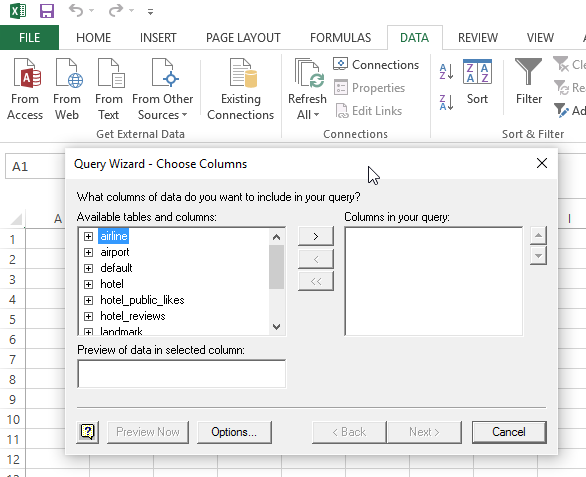 FILE HOME INSERT PAGE LAYOUT FORMULAS DATA REVIEW VIEW
From Access
From Web
From Text
From Other Sources
Existing Connections
Get External Data
Refresh All
Connections
Properties
Edit Links
Connections
A Z
Z A
Z A A Z
Sort
Filter
Cle
Re
Ad
Sort & Filter
A1
Query Wizard - Choose Columns
What columns of data do you want to include in your query?
Available tables and columns:
airline
airport
default
hotel
hotel_public_likes
hotel_reviews
landmark
>
<
<<
Columns in your query:
Preview of data in selected column:
?
Preview Now
Options...
< Back
Next >
Cancel
A
I
1
2
3
4
5
6
7
8
9
10
11
12
13